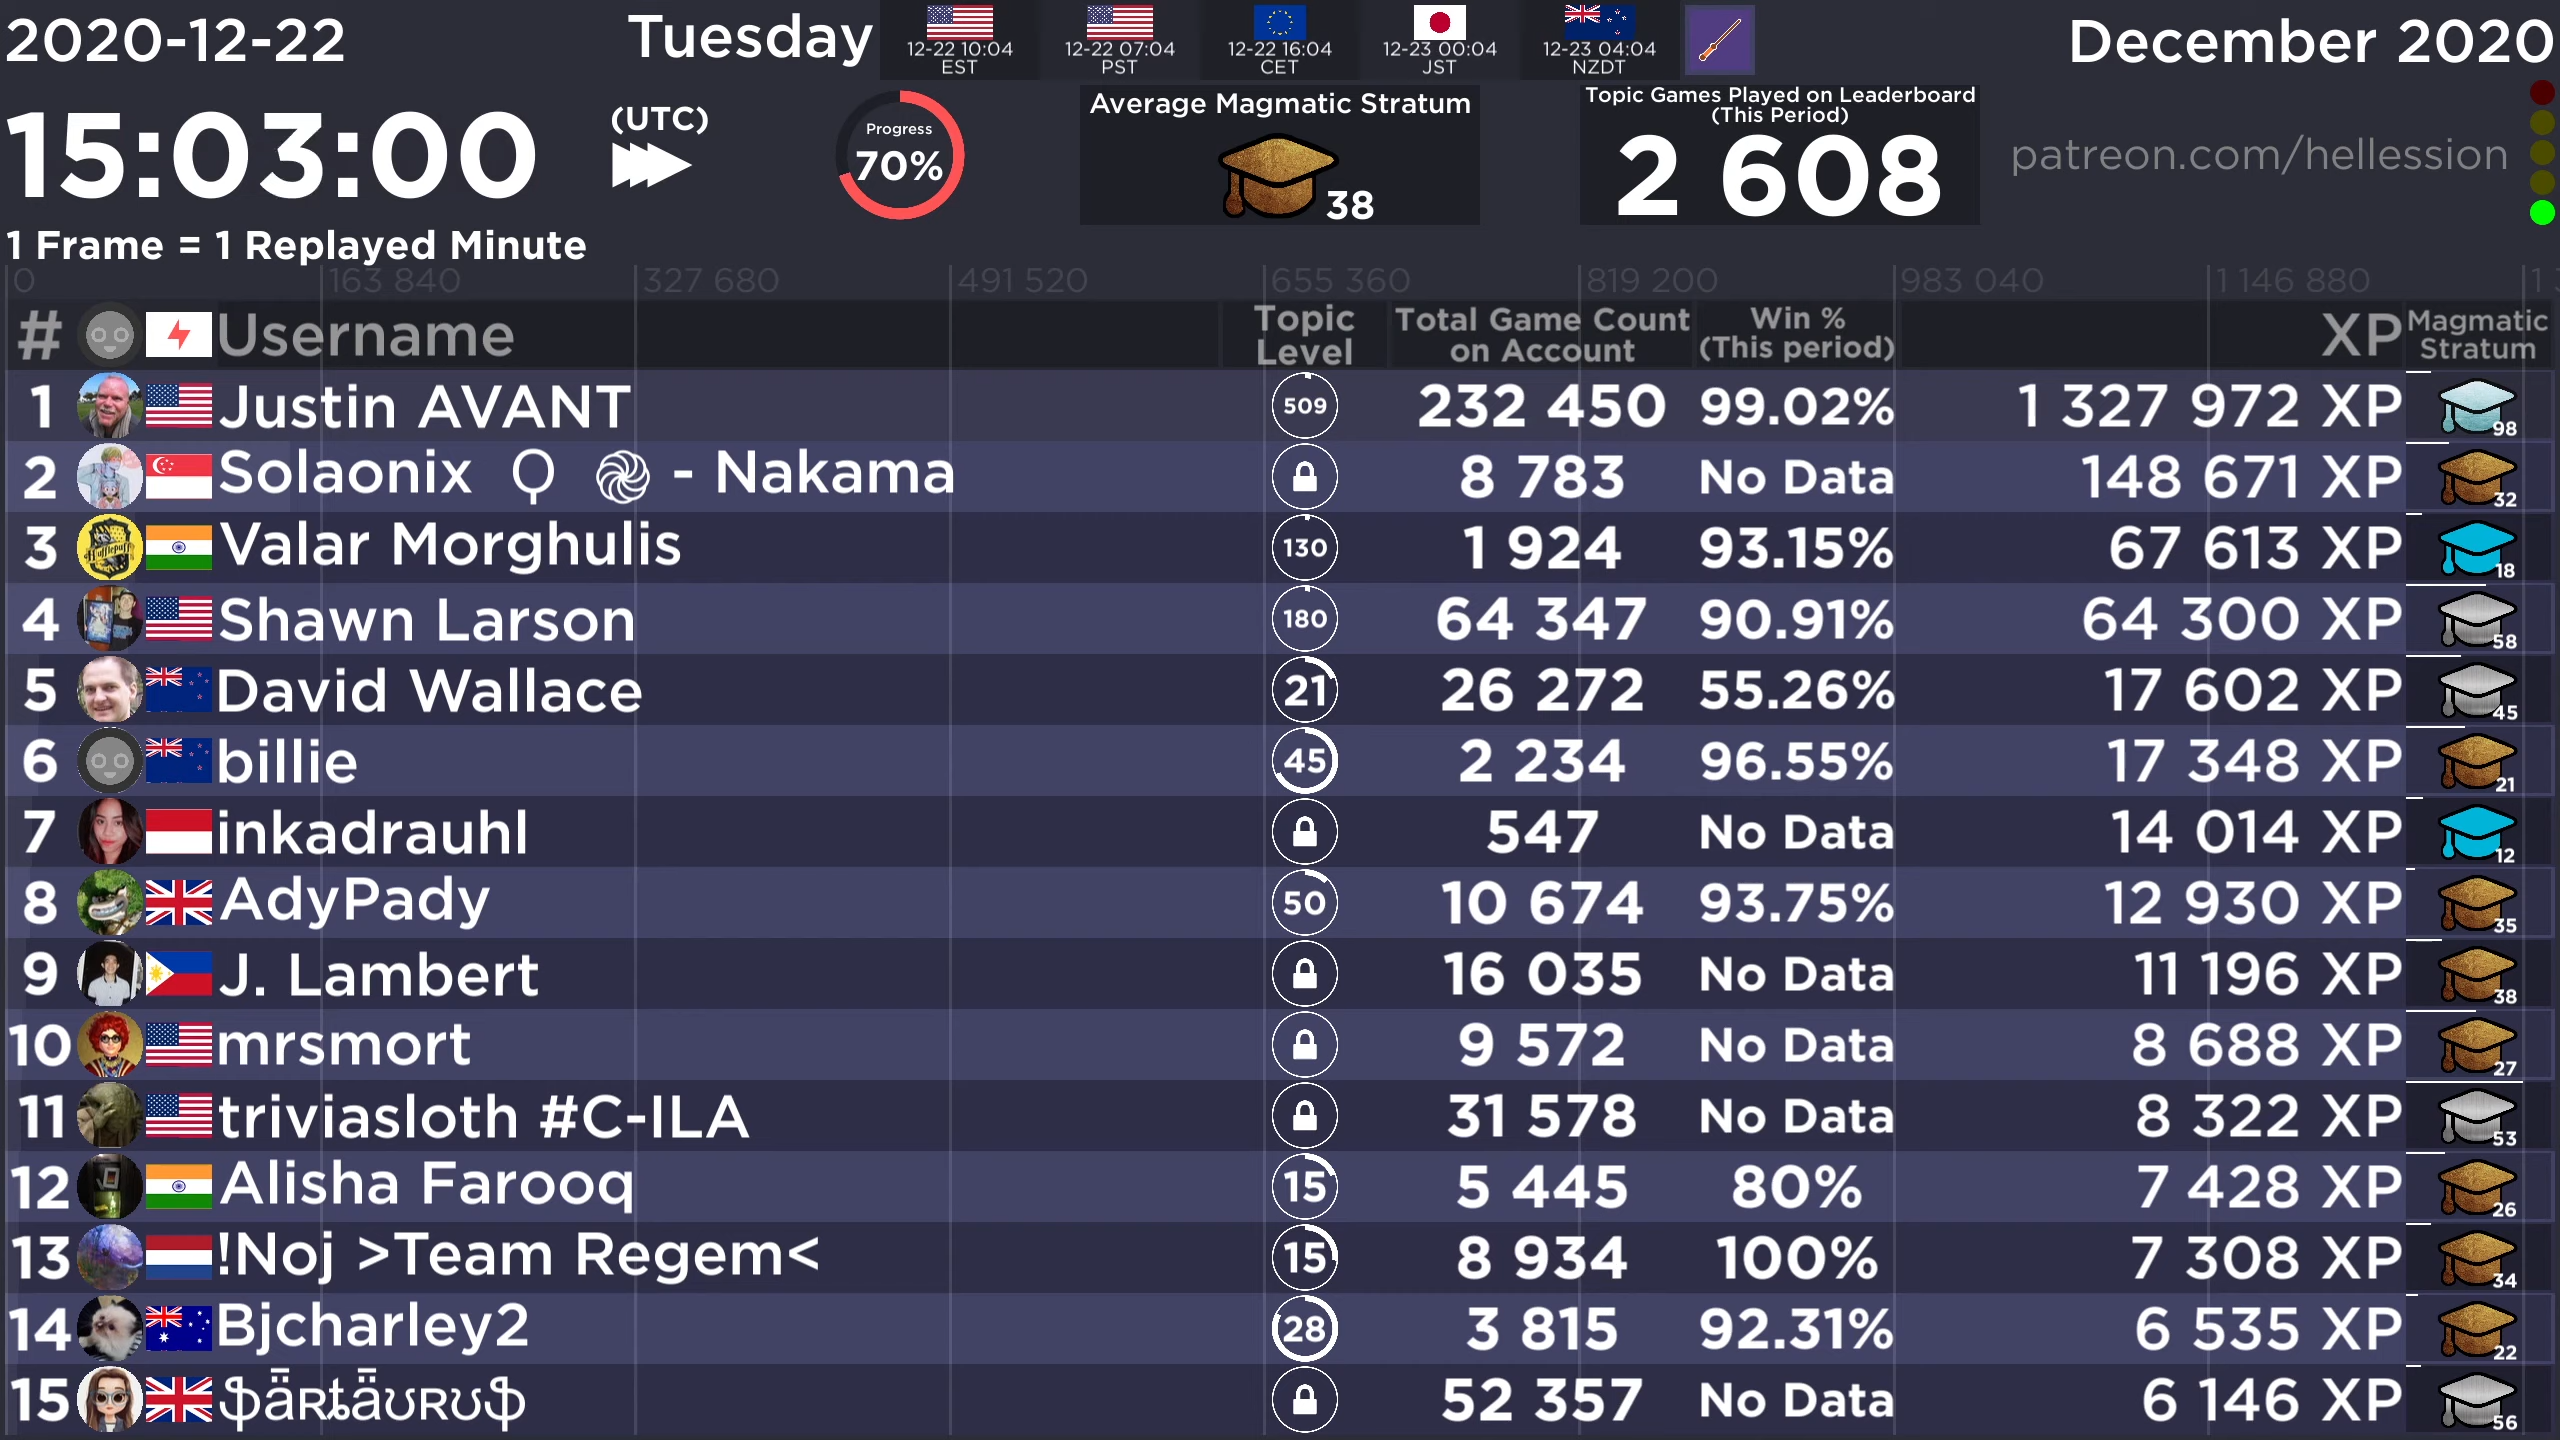 2020-12-22
Tuesday
12-22 10:04
EST
12-22 07:04
PST
12-22 16:04
CET
12-23 00:04
JST
12-23 04:04
NZDT
December 2020
15:03:00
(UTC)
Progress
70%
Average Magmatic Stratum
38
Topic Games Played on Leaderboard
(This Period)
2 608
patreon.com/hellession
1 Frame = 1 Replayed Minute
0 163 840 327 680 491 520 655 360 819 200 983 040 1 146 880
# Username Topic Level Total Game Count on Account Win % (This period) XP Magmatic Stratum
1 Justin AVANT 509 232 450 99.02% 1 327 972 XP 98
2 Solaonix - Nakama 8 783 No Data 148 671 XP 32
3 Hufflepuff Valar Morghulis 130 1 924 93.15% 67 613 XP 18
4 Shawn Larson 180 64 347 90.91% 64 300 XP 58
5 David Wallace 21 26 272 55.26% 17 602 XP 45
6 billie 45 2 234 96.55% 17 348 XP 21
7 inkadrauhl 547 No Data 14 014 XP 12
8 AdyPady 50 10 674 93.75% 12 930 XP 35
9 J. Lambert 16 035 No Data 11 196 XP 38
10 mrsmort 9 572 No Data 8 688 XP 27
11 triviasloth #C-ILA 31 578 No Data 8 322 XP 53
12 Alisha Farooq 15 5 445 80% 7 428 XP 26
13 !Noj >Team Regem< 15 8 934 100% 7 308 XP 34
14 Bjcharley2 28 3 815 92.31% 6 535 XP 22
15 52 357 No Data 6 146 XP 56